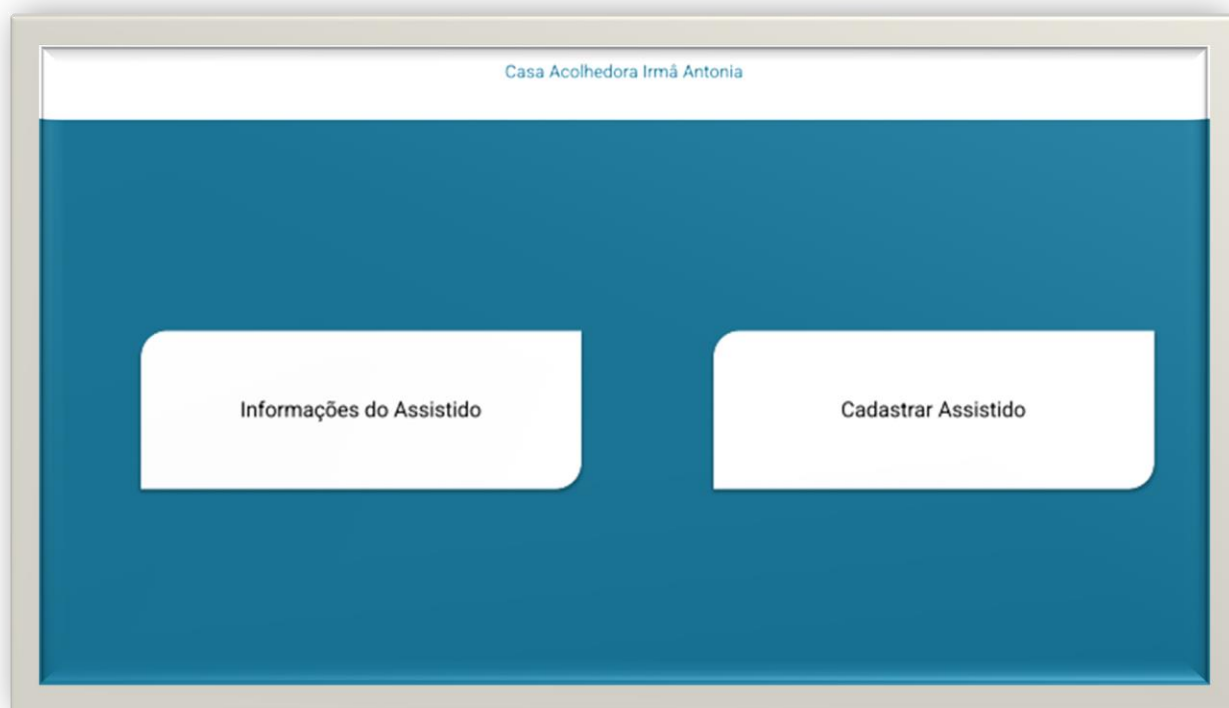 Casa Acolhedora Irmã Antonia
Informações do Assistido
Cadastrar Assistido